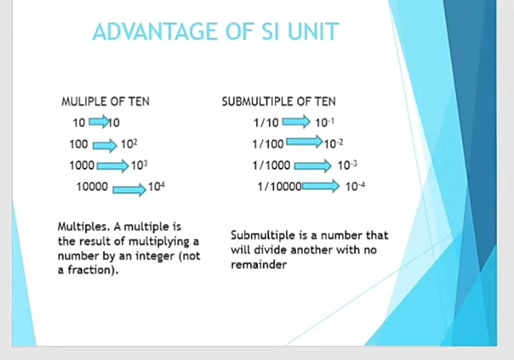 ADVANTAGE OF SI UNIT
MULIPLE OF TEN
10 10
100 10²
1000 10³
10000 10⁴
Multiples. A multiple is
the result of multiplying a
number by an integer (not
a fraction).
SUBMULTIPLE OF TEN
1/10 10⁻¹
1/100 10⁻²
1/1000 10⁻³
1/10000 10⁻⁴
Submultiple is a number that
will divide another with no
remainder